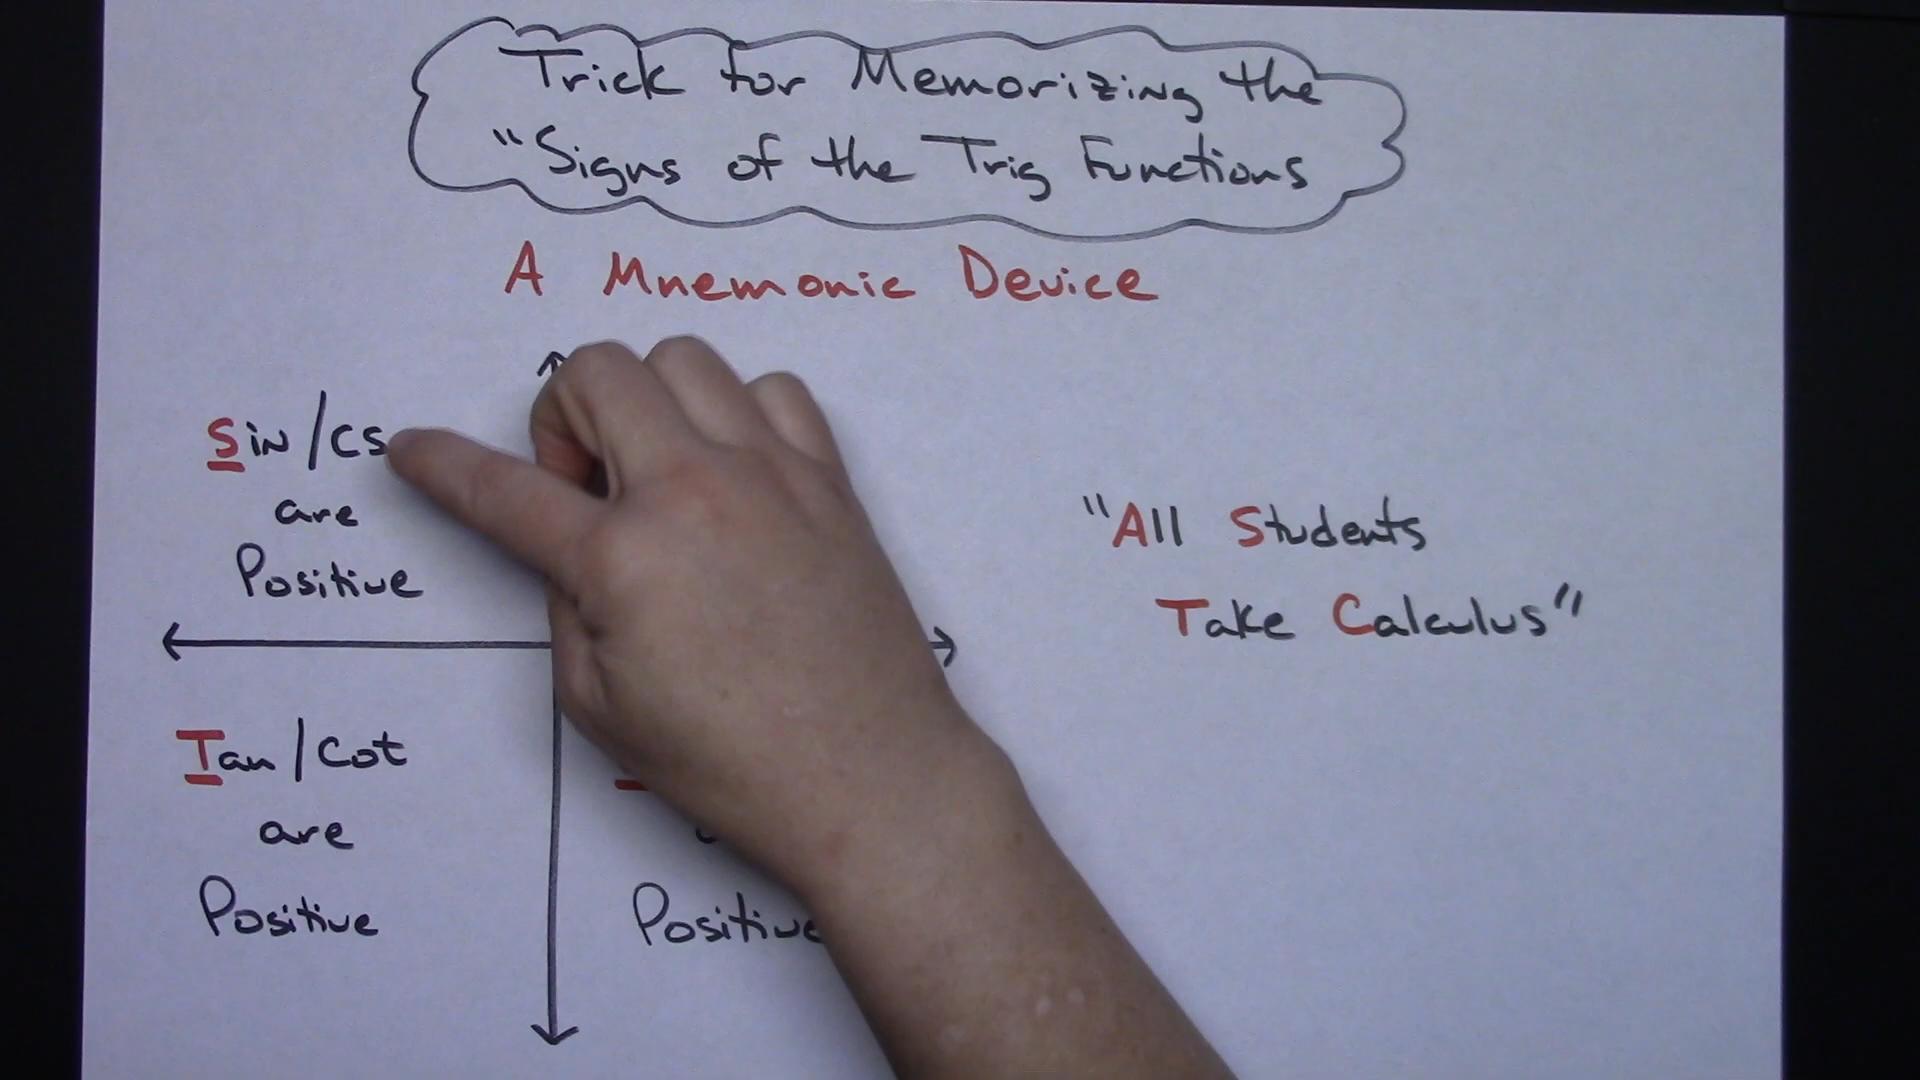 Trick for Memorizing the
"Signs of the Trig Functions
A Mnemonic Device
Sin/CS
are
Positive
"All Students
Take Calculus"
Tan/Cot
are
Positive
Positive